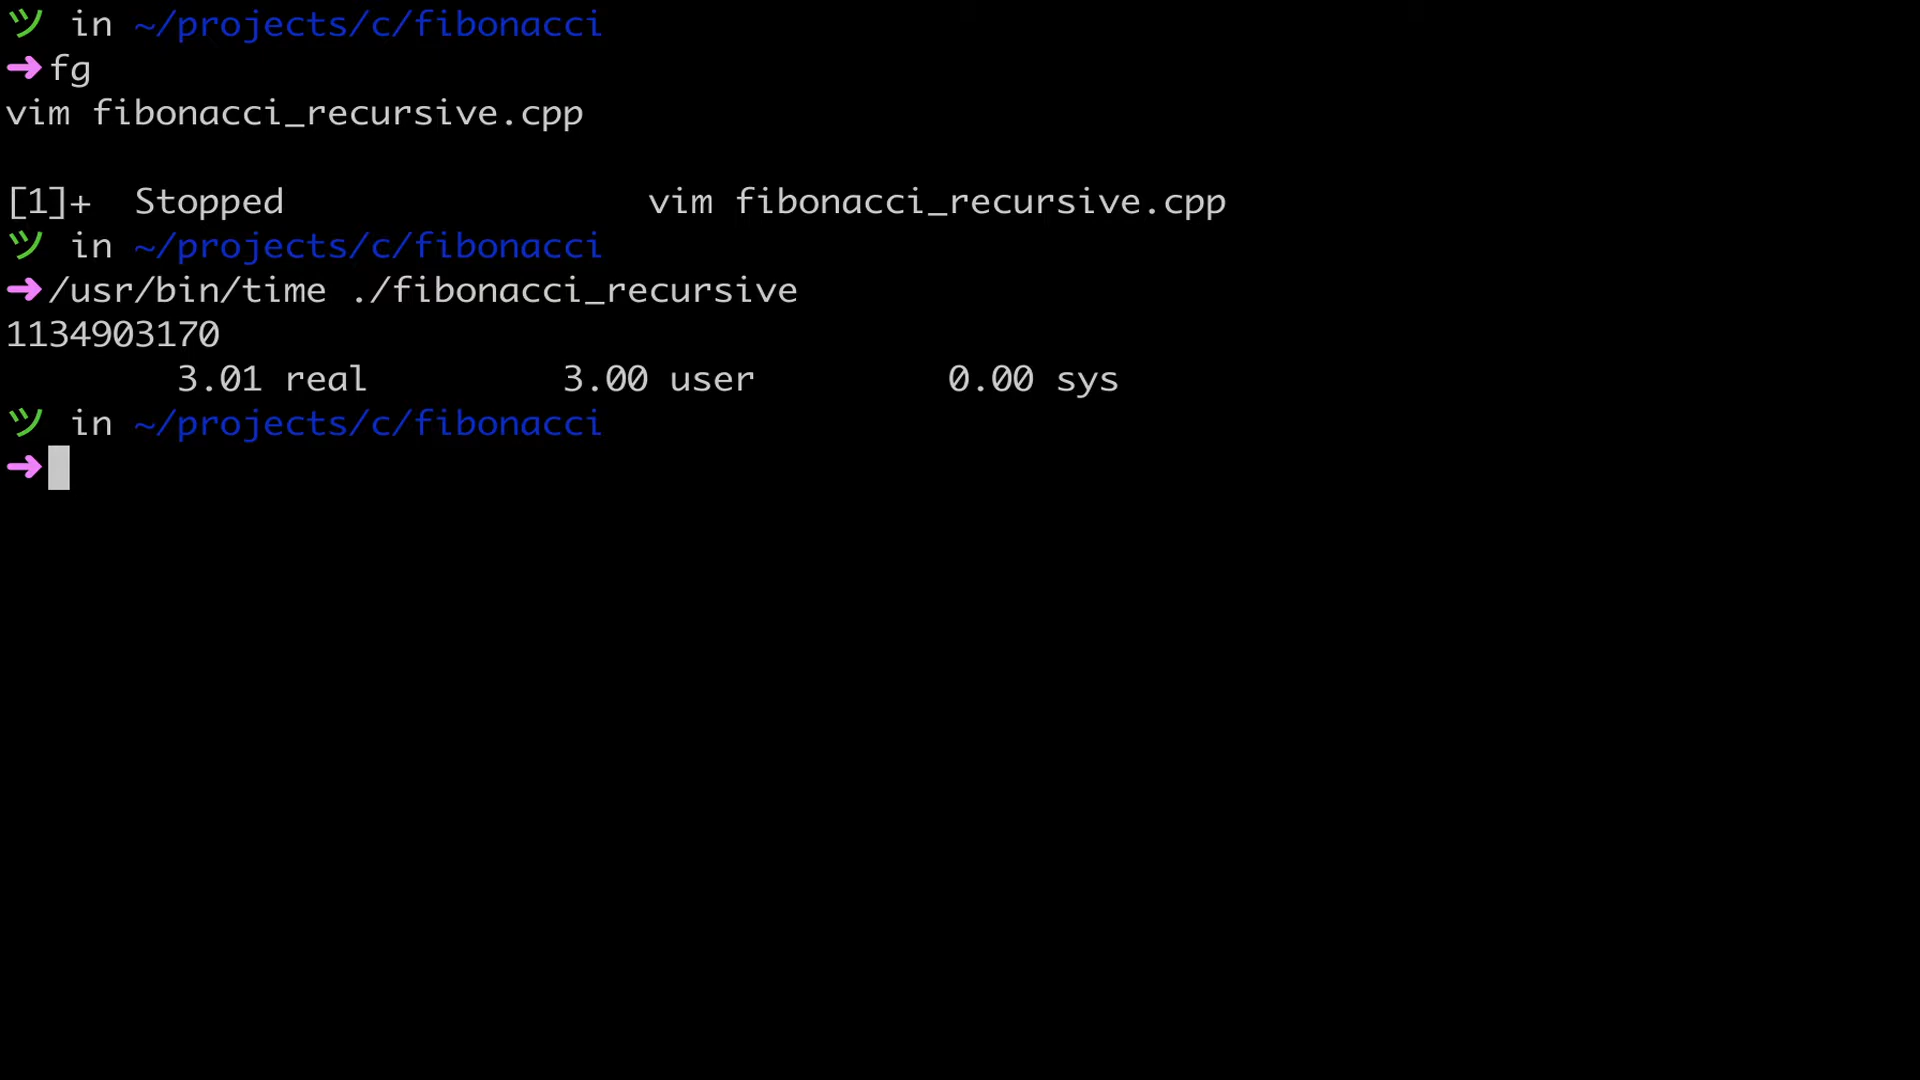 ツ in ~/projects/c/fibonacci
➜ fg
vim fibonacci_recursive.cpp
[1]+  Stopped                 vim fibonacci_recursive.cpp
ツ in ~/projects/c/fibonacci
➜ /usr/bin/time ./fibonacci_recursive
1134903170
        3.01 real         3.00 user         0.00 sys
ツ in ~/projects/c/fibonacci
➜